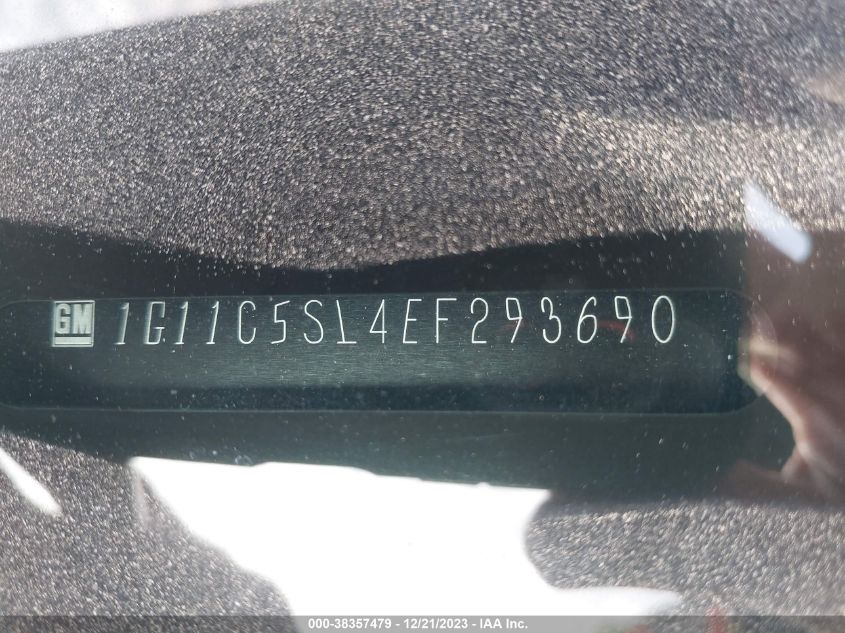 GM 1G11C5SL4EF293690
000-38357479 - 12/21/2023 - IAA Inc.